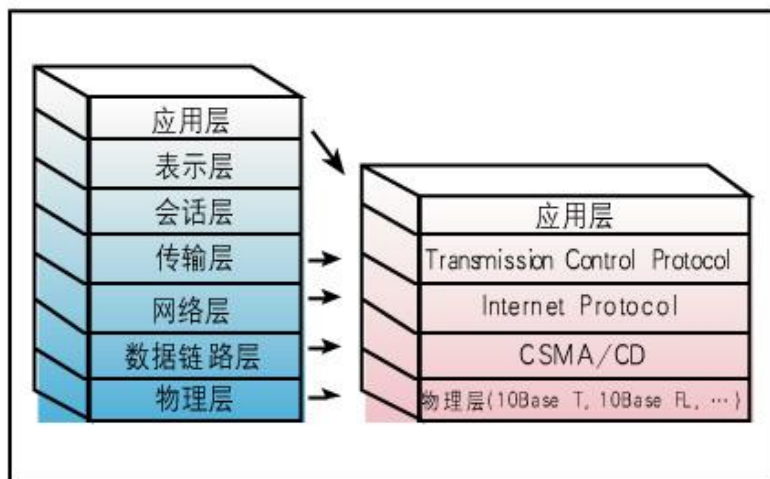 应用层
表示层
会话层
传输层
网络层
数据链路层
物理层
应用层
Transmission Control Protocol
Internet Protocol
CSMA/CD
物理层(10Base T, 10Base FL, …)